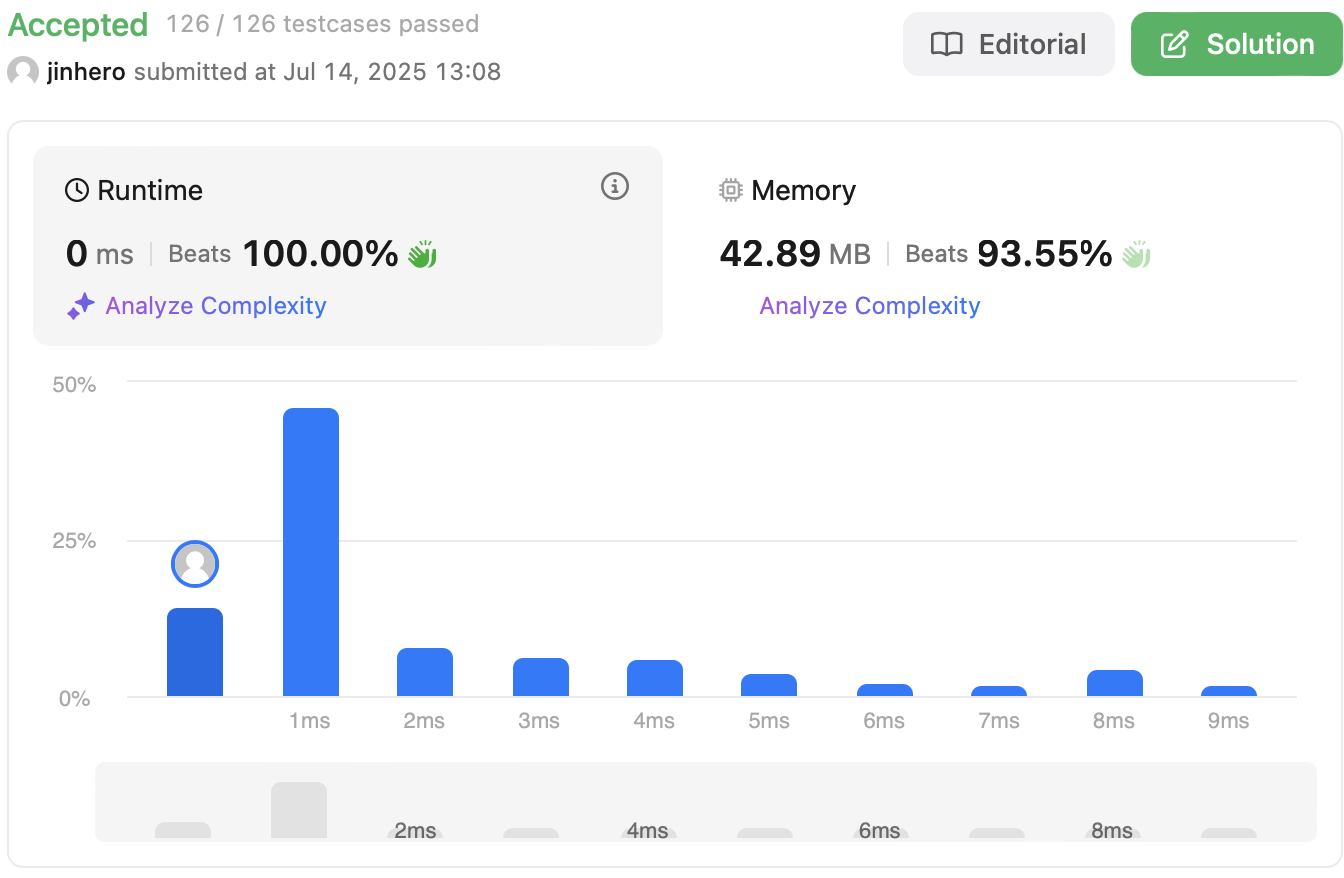 Accepted 126 / 126 testcases passed
jinhero submitted at Jul 14, 2025 13:08
Editorial
Solution
Runtime
0 ms | Beats 100.00%
Analyze Complexity
Memory
42.89 MB | Beats 93.55%
Analyze Complexity
50%
25%
0%
1ms 2ms 3ms 4ms 5ms 6ms 7ms 8ms 9ms
2ms 4ms 6ms 8ms